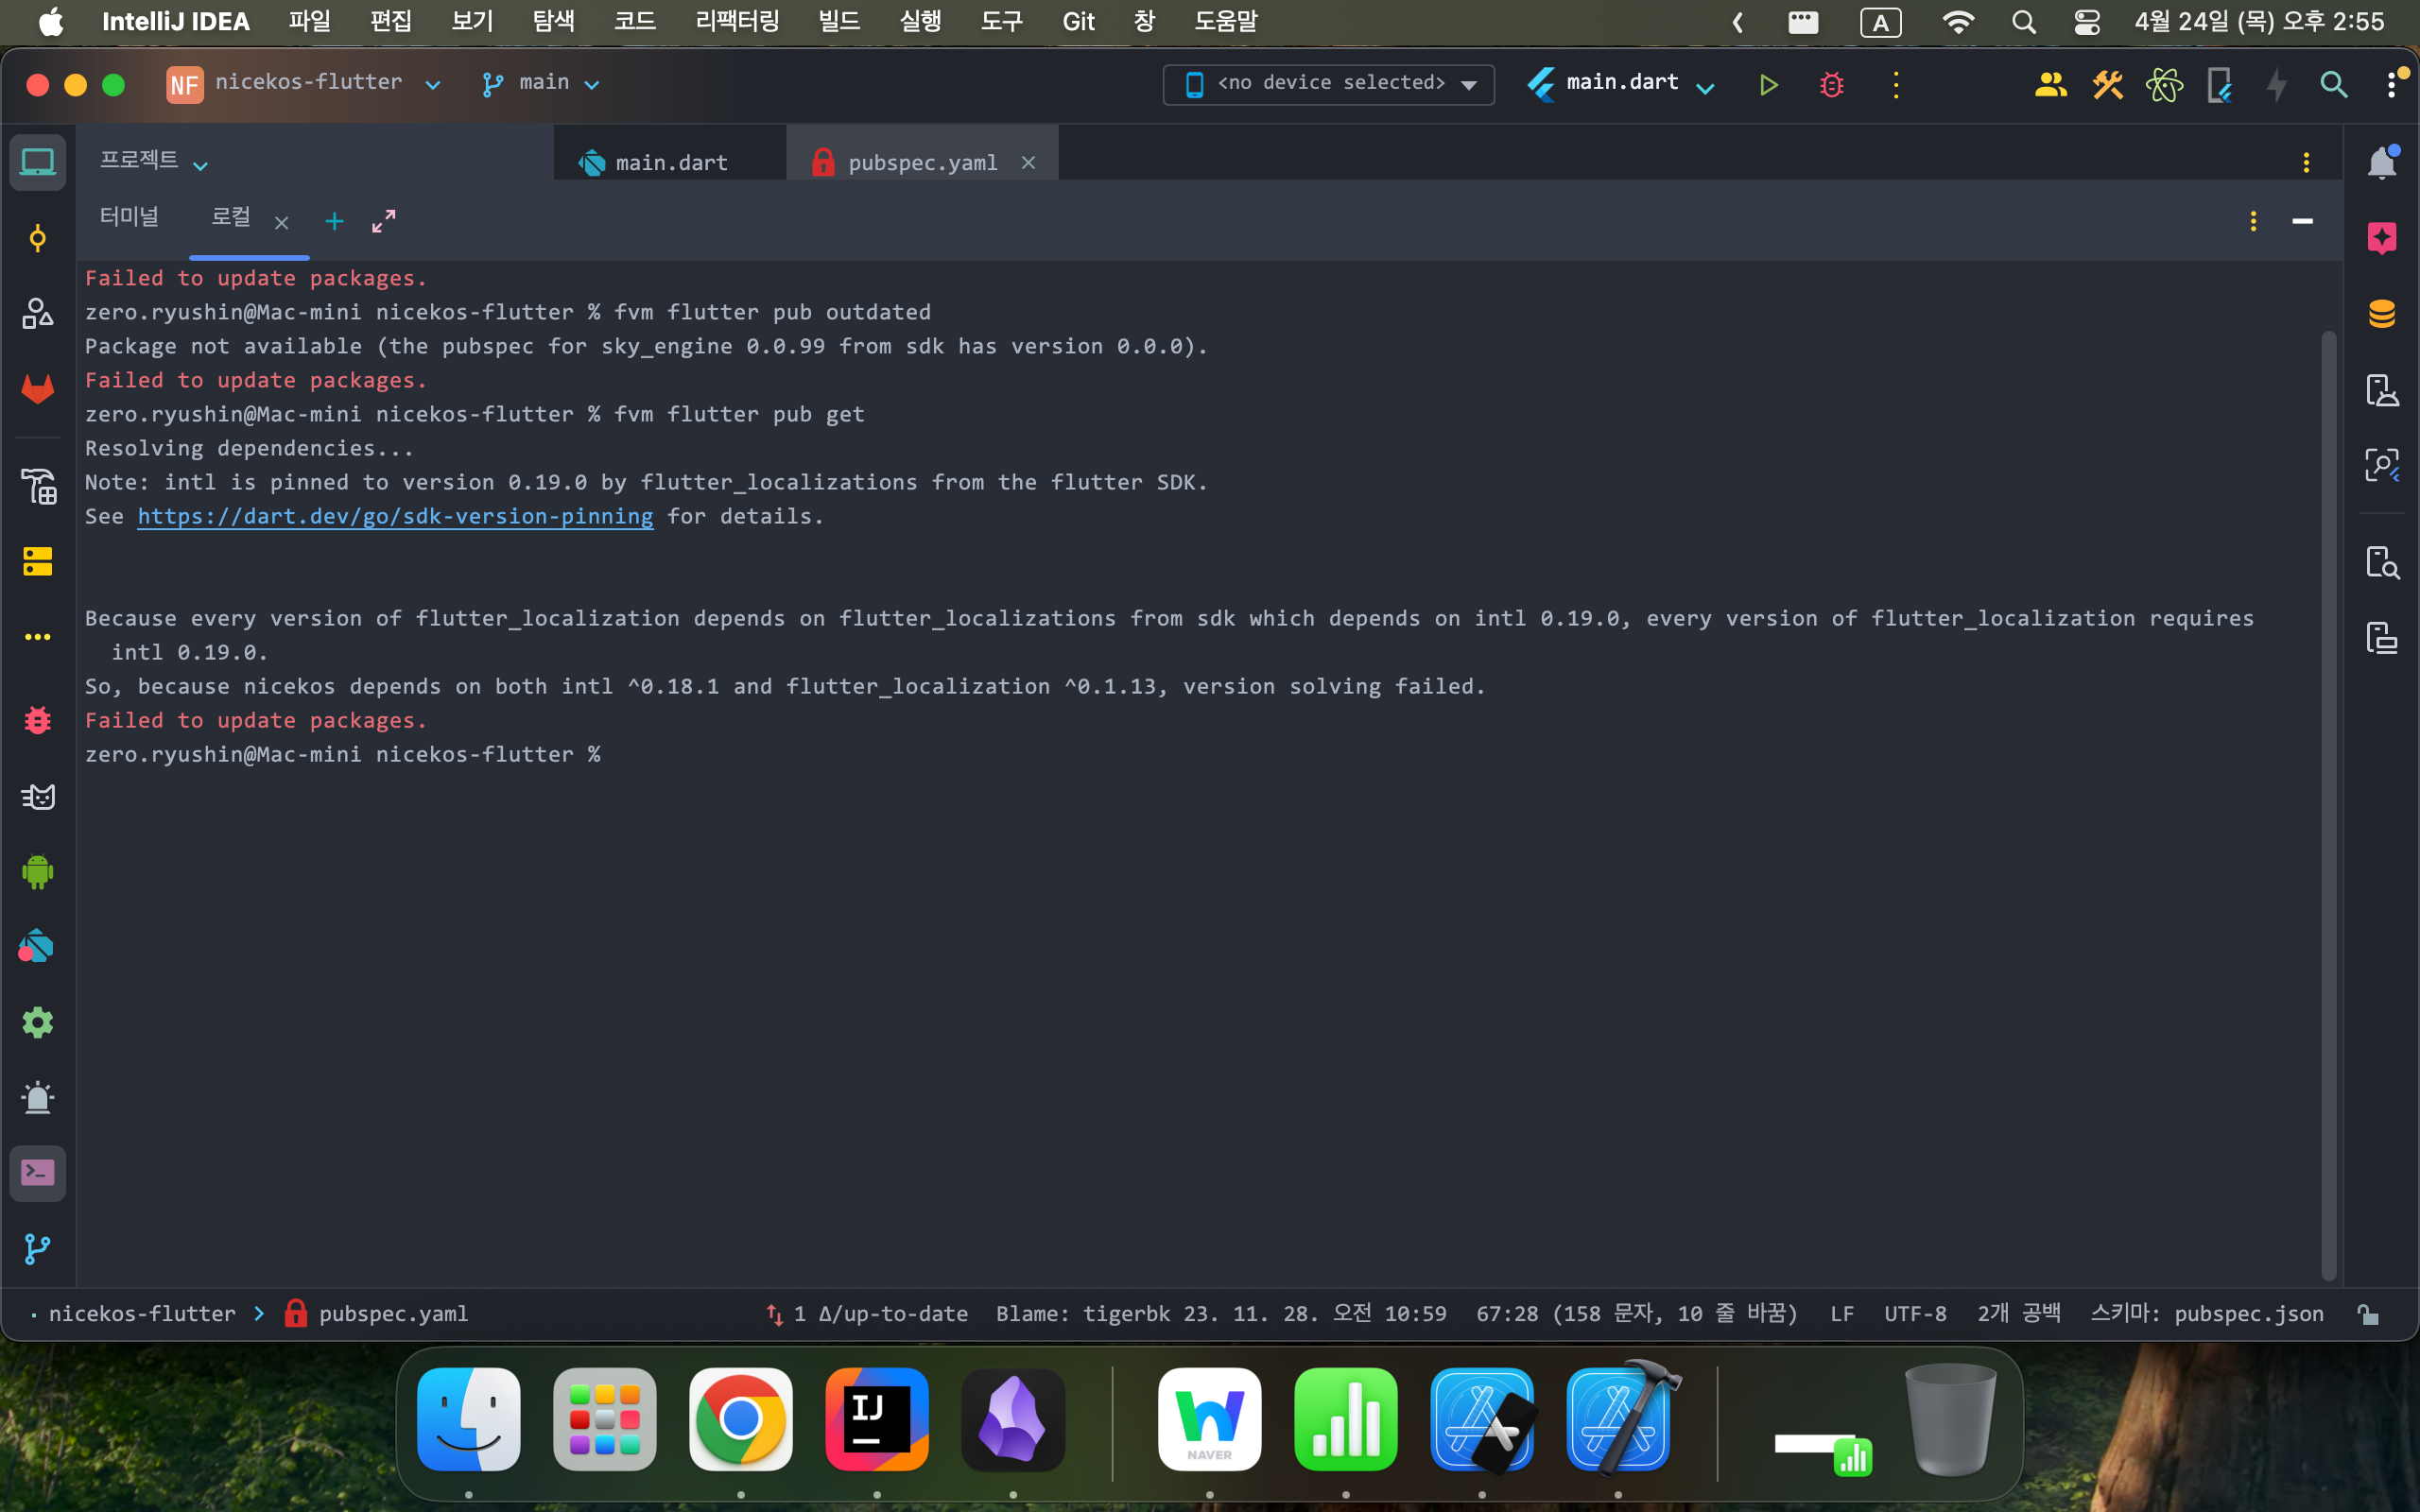 IntelliJ IDEA 파일 편집 보기 탐색 코드 리팩터링 빌드 실행 도구 Git 창 도움말 A 4월 24일 (목) 오후 2:55
NF nicekos-flutter main <no device selected> main.dart
프로젝트 main.dart pubspec.yaml
터미널 로컬
Failed to update packages.
zero.ryushin@Mac-mini nicekos-flutter % fvm flutter pub outdated
Package not available (the pubspec for sky_engine 0.0.99 from sdk has version 0.0.0).
Failed to update packages.
zero.ryushin@Mac-mini nicekos-flutter % fvm flutter pub get
Resolving dependencies...
Note: intl is pinned to version 0.19.0 by flutter_localizations from the flutter SDK.
See https://dart.dev/go/sdk-version-pinning for details.
Because every version of flutter_localization depends on flutter_localizations from sdk which depends on intl 0.19.0, every version of flutter_localization requires
intl 0.19.0.
So, because nicekos depends on both intl ^0.18.1 and flutter_localization ^0.1.13, version solving failed.
Failed to update packages.
zero.ryushin@Mac-mini nicekos-flutter %
nicekos-flutter > pubspec.yaml 1 Δ/up-to-date Blame: tigerbk 23. 11. 28. 오전 10:59 67:28 (158 문자, 10 줄 바꿈) LF UTF-8 2개 공백 스키마: pubspec.json
IJ
NAVER